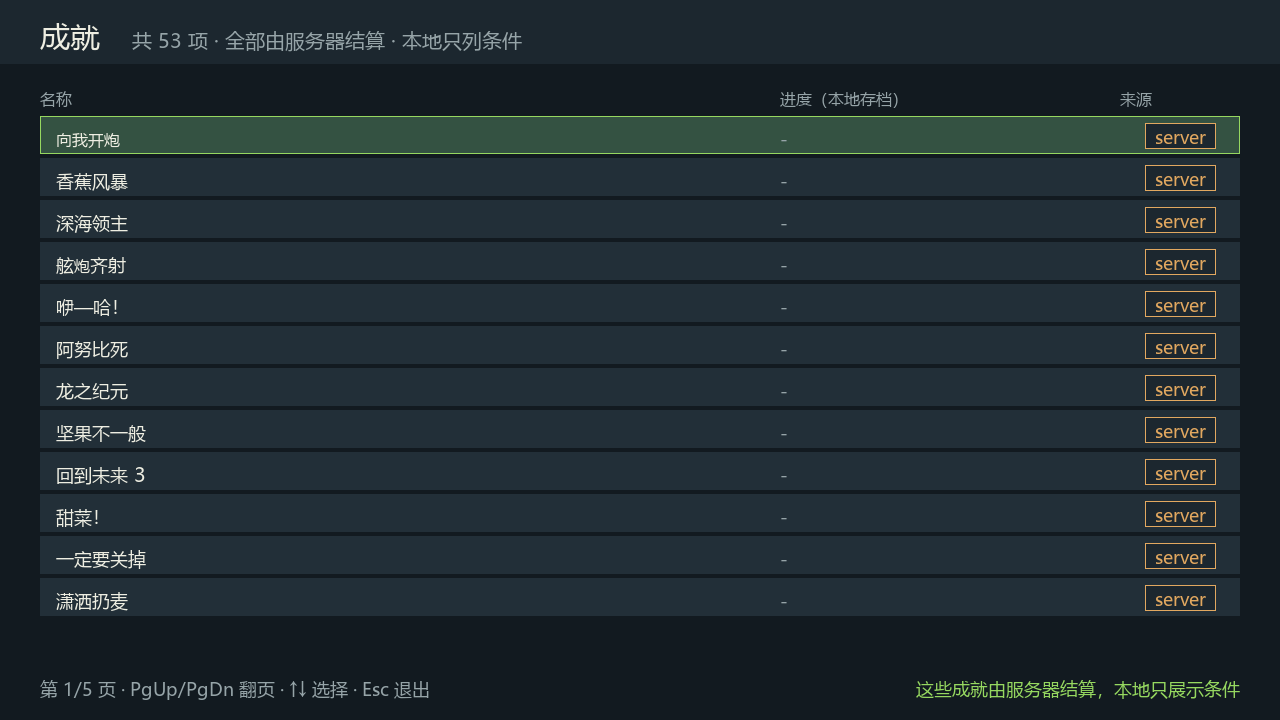 成就 共 53 项 · 全部由服务器结算 · 本地只列条件
名称 进度（本地存档） 来源
向我开炮 - server
香蕉风暴 - server
深海领主 - server
舷炮齐射 - server
咿—哈！ - server
阿努比死 - server
龙之纪元 - server
坚果不一般 - server
回到未来 3 - server
甜菜！ - server
一定要关掉 - server
潇洒扔麦 - server
第 1/5 页 · PgUp/PgDn 翻页 · ↑↓ 选择 · Esc 退出 这些成就由服务器结算，本地只展示条件